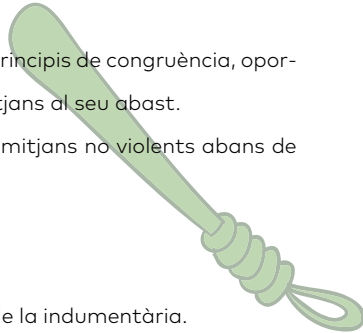 rincipis de congruència, opor-
tjans al seu abast.
mitjans no violents abans de
e la indumentària.